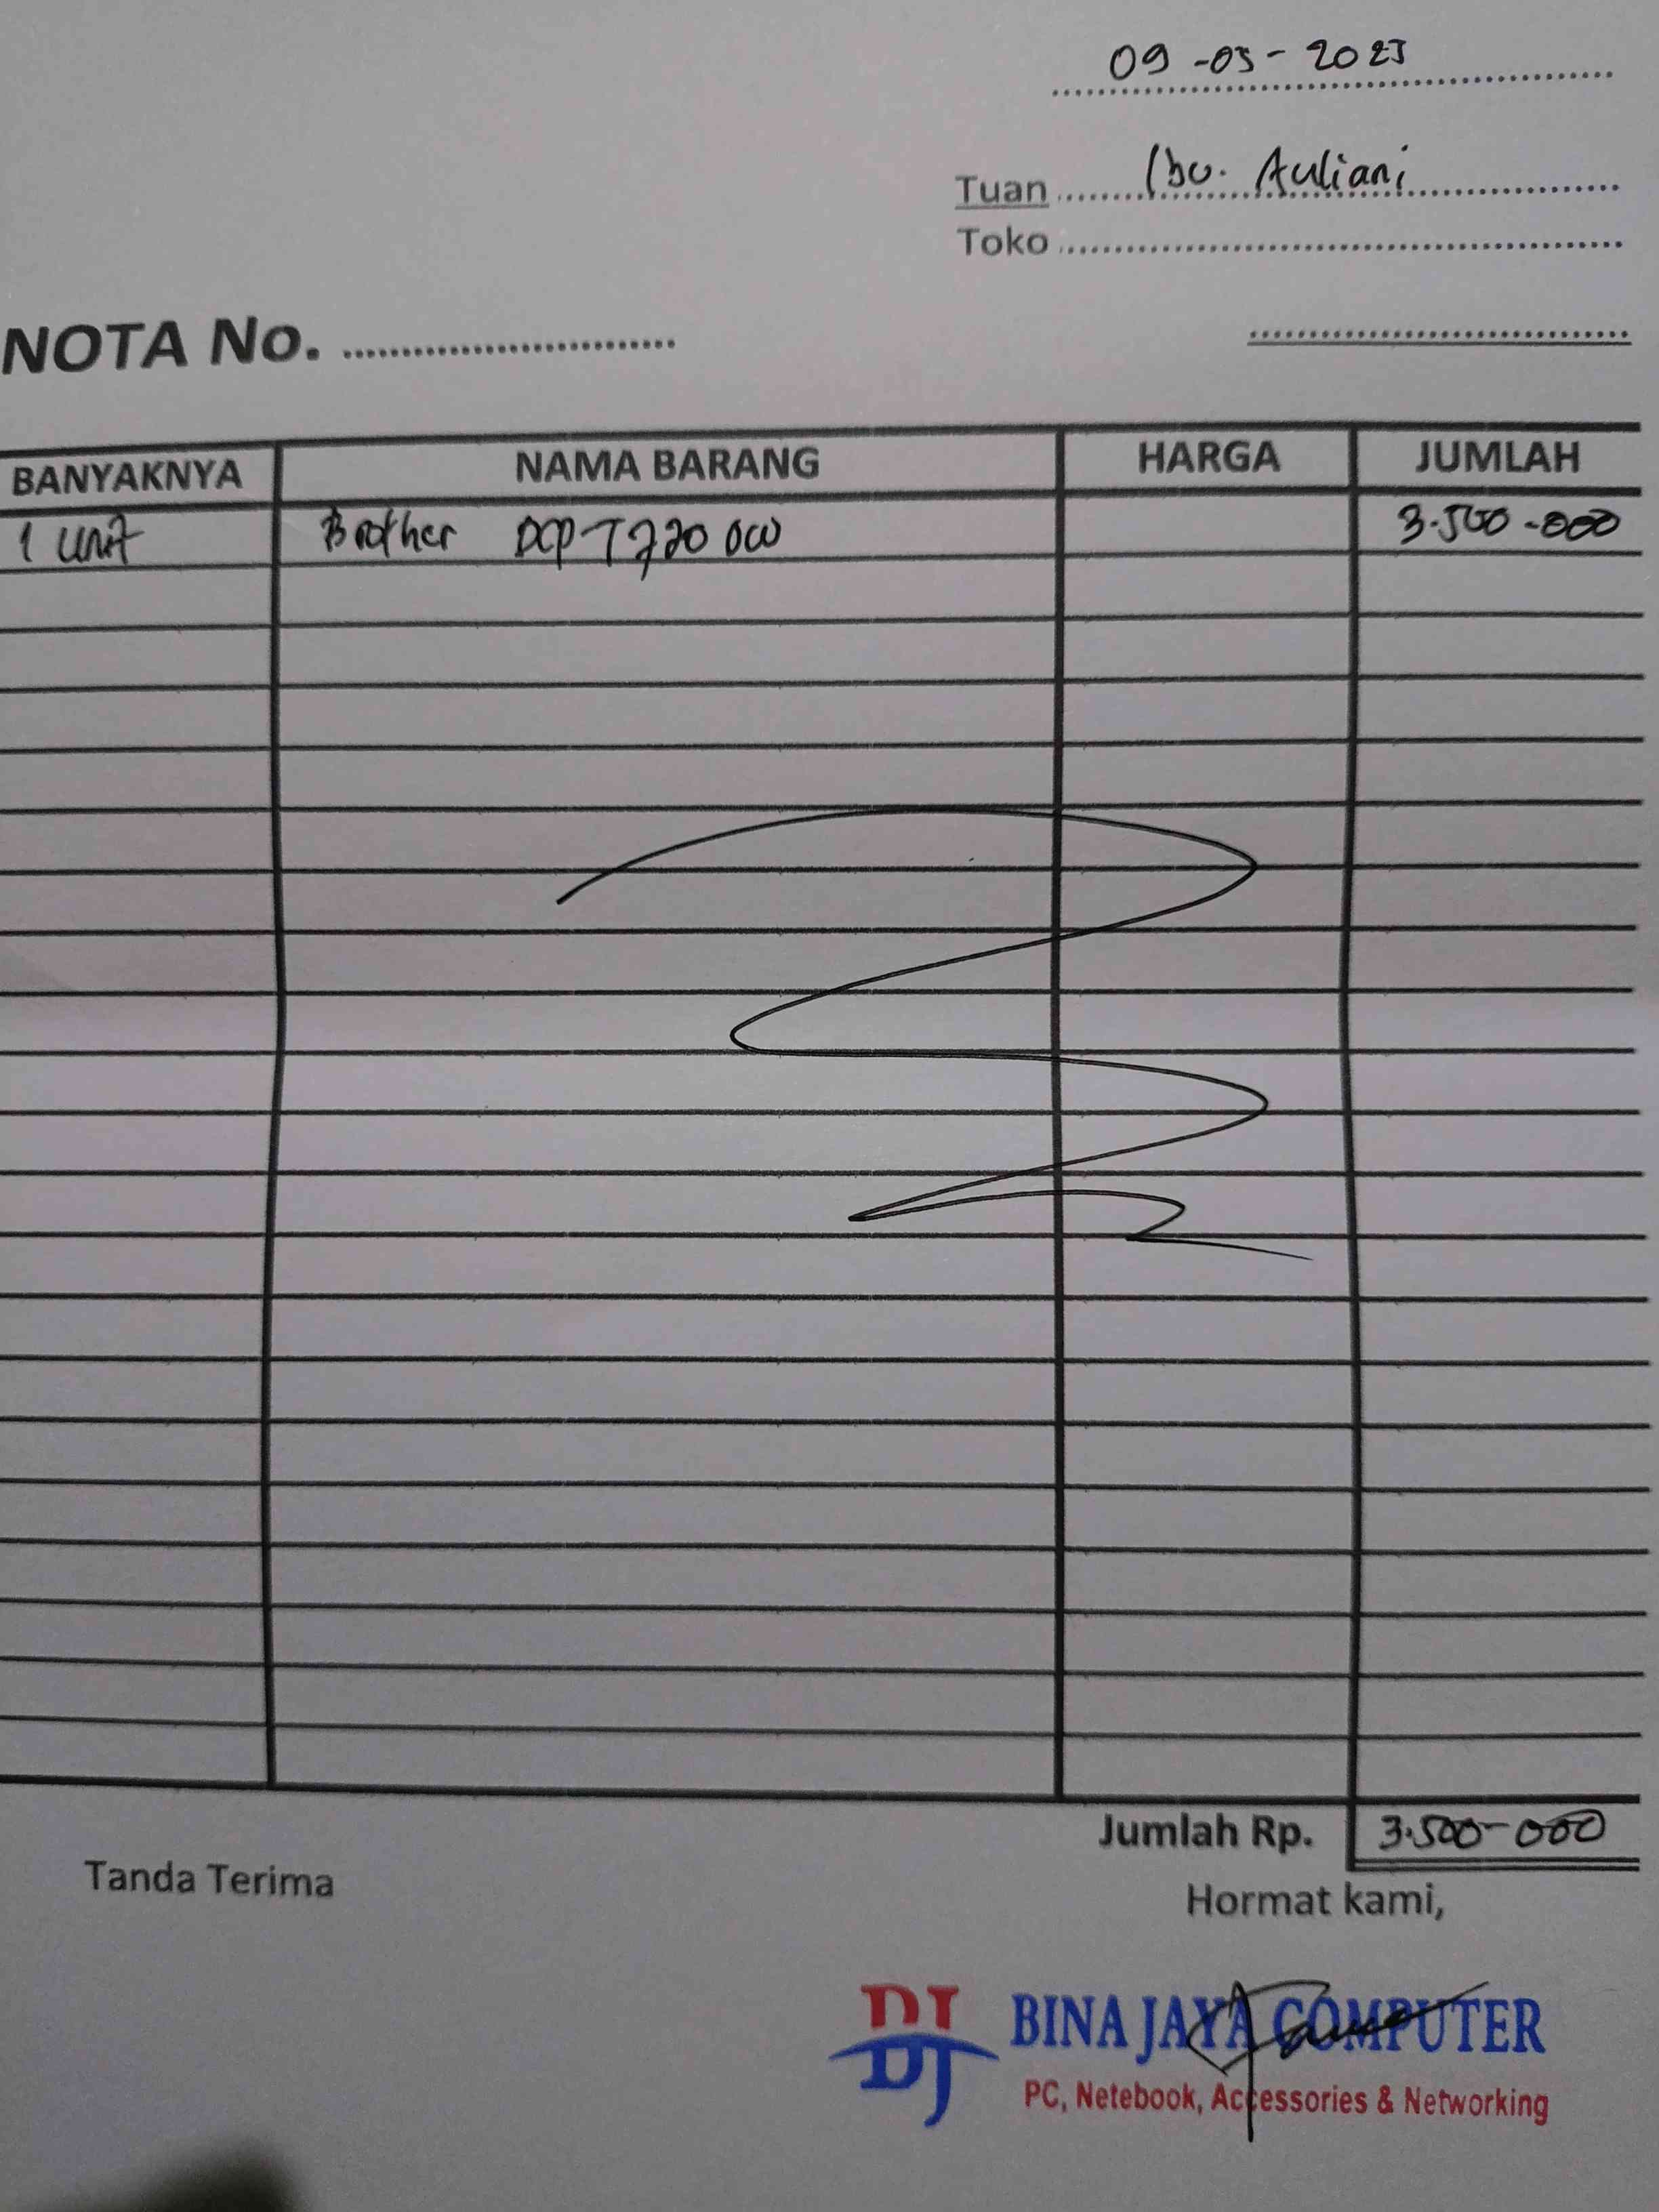 09-03-2023
Tuan Ibu. Auliani
Toko
NOTA No.
BANYAKNYA NAMA BARANG HARGA JUMLAH
1 unit Brother DCP-T720 DW 3.500-000
Jumlah Rp. 3.500-000
Tanda Terima
Hormat kami,
BJ BINA JAYA COMPUTER
PC, Netebook, Accessories & Networking